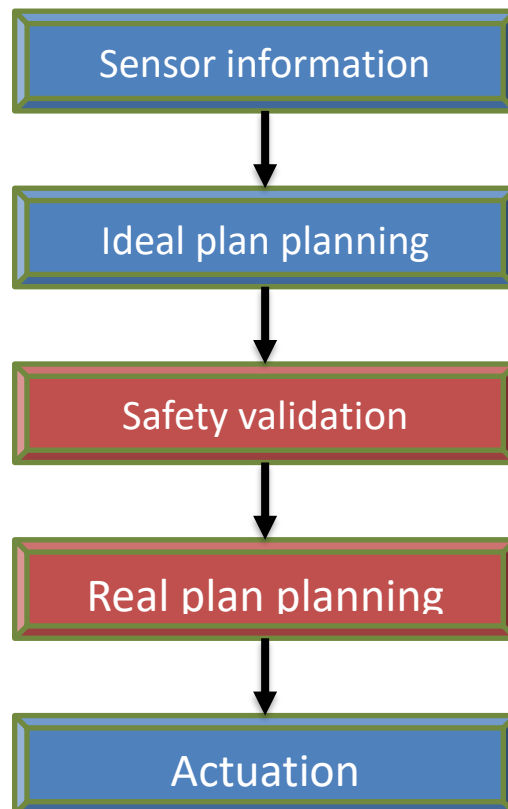 Sensor information
Ideal plan planning
Safety validation
Real plan planning
Actuation